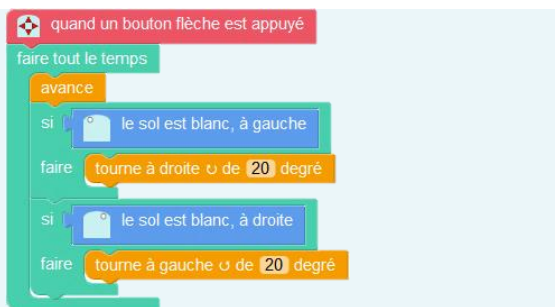 quand un bouton flèche est appuyé
faire tout le temps
avance
si le sol est blanc, à gauche
faire tourne à droite ↻ de 20 degré
si le sol est blanc, à droite
faire tourne à gauche ↺ de 20 degré